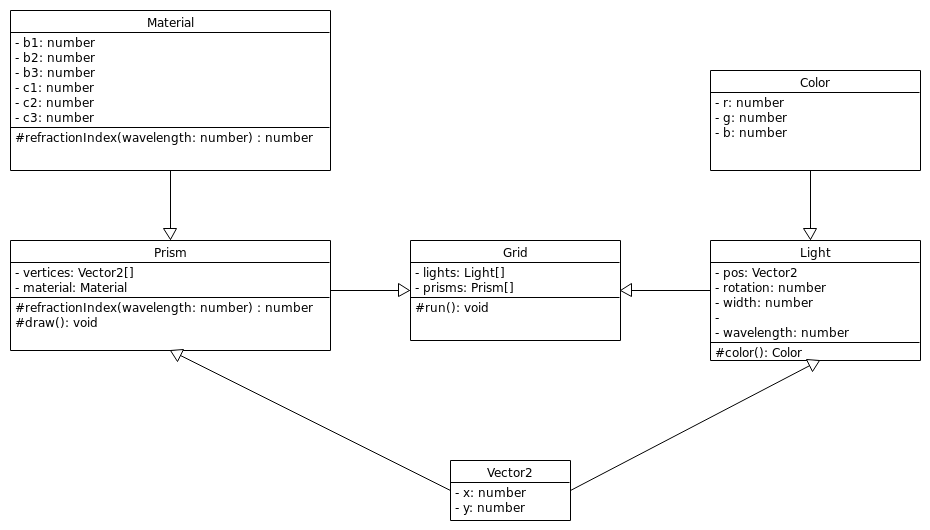 Material
- b1: number
- b2: number
- b3: number
- c1: number
- c2: number
- c3: number
#refractionIndex(wavelength: number) : number
Color
- r: number
- g: number
- b: number
Prism
- vertices: Vector2[]
- material: Material
#refractionIndex(wavelength: number) : number
#draw(): void
Grid
- lights: Light[]
- prisms: Prism[]
#run(): void
Light
- pos: Vector2
- rotation: number
- width: number
-
- wavelength: number
#color(): Color
Vector2
- x: number
- y: number